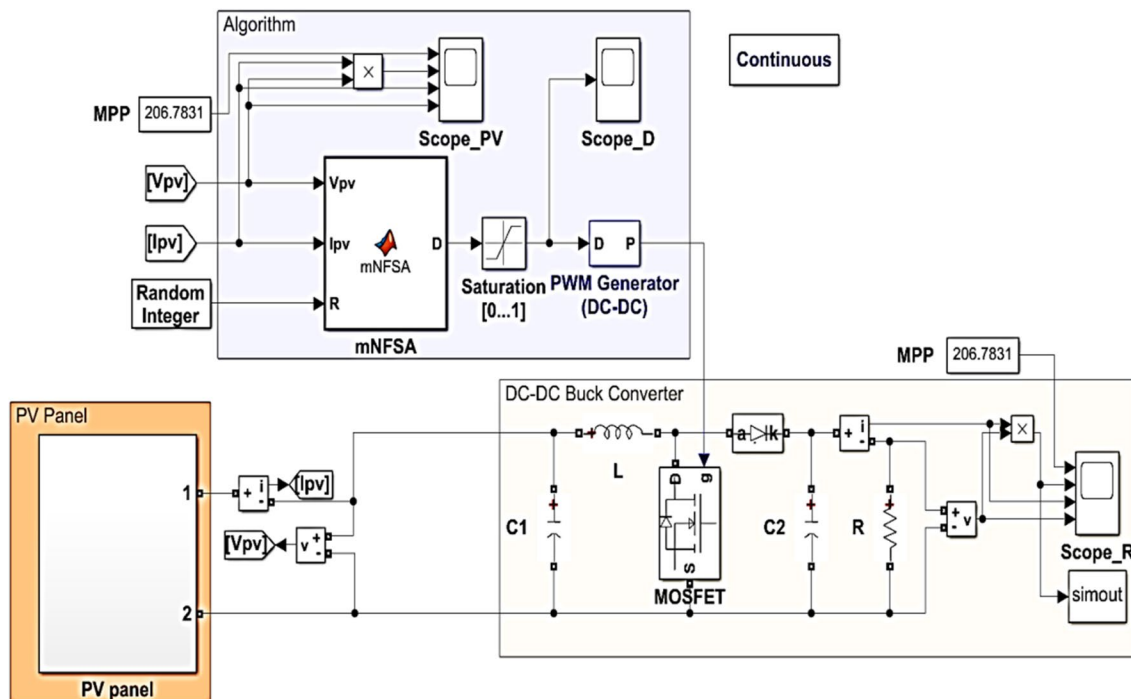 Algorithm
Continuous
MPP
206.7831
Scope_PV
Scope_D
[Vpv]
[Ipv]
Random
Integer
Vpv
Ipv
R
D
mNFSA
mNFSA
Saturation
[0...1]
D P
PWM Generator
(DC-DC)
MPP
206.7831
PV Panel
1
2
PV panel
+
-
i
[Ipv]
[Vpv]
v
+
-
DC-DC Buck Converter
+
L
a k
+
-
i
×
×
D
g
S
MOSFET
+
C1
+
C2
+
R
+
-
v
Scope_R
simout